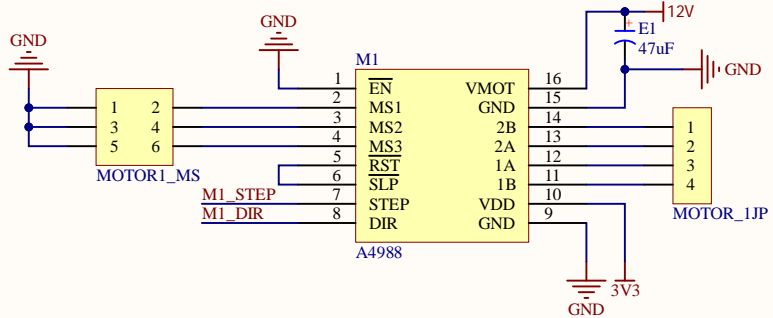 12V
+
E1
47uF
GND
GND
GND
M1
1 EN VMOT 16
2 MS1 GND 15
3 MS2 2B 14
4 MS3 2A 13
5 RST 1A 12
6 SLP 1B 11
7 STEP VDD 10
8 DIR GND 9
A4988
1 2
3 4
5 6
MOTOR1_MS
M1_STEP
M1_DIR
1
2
3
4
MOTOR_1JP
3V3
GND